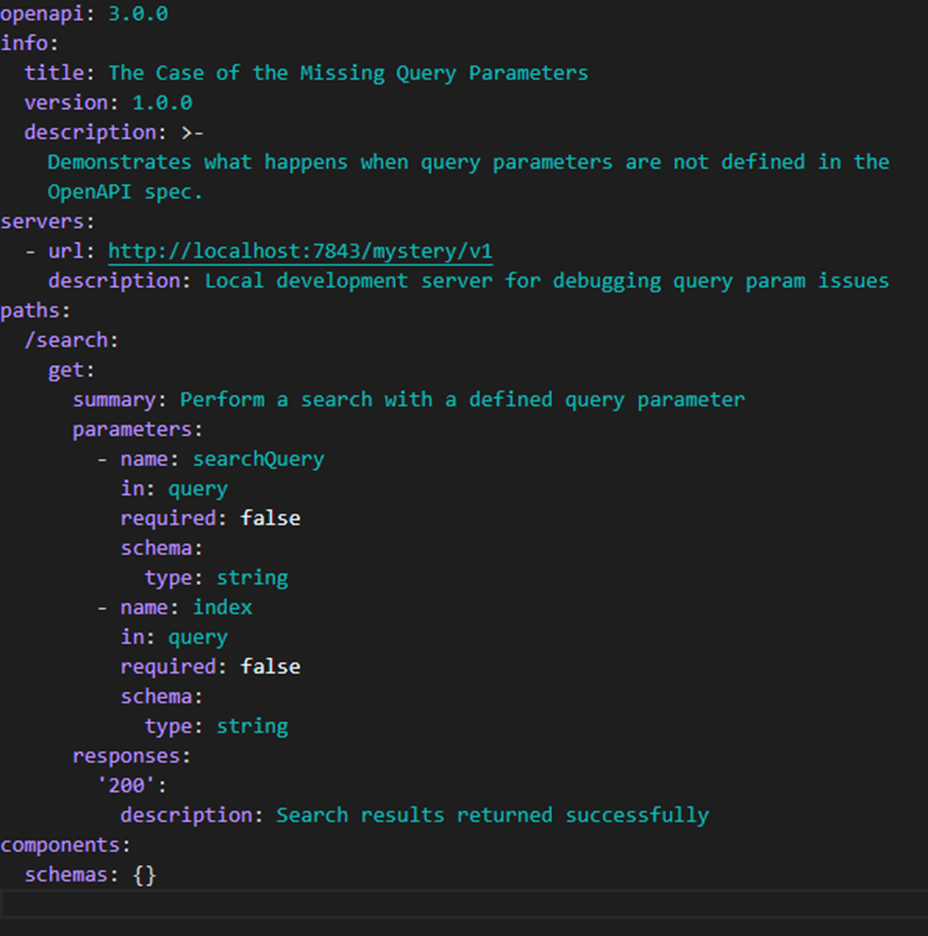 openapi: 3.0.0
info:
  title: The Case of the Missing Query Parameters
  version: 1.0.0
  description: >-
    Demonstrates what happens when query parameters are not defined in the
    OpenAPI spec.
servers:
  - url: http://localhost:7843/mystery/v1
    description: Local development server for debugging query param issues
paths:
  /search:
    get:
      summary: Perform a search with a defined query parameter
      parameters:
        - name: searchQuery
          in: query
          required: false
          schema:
            type: string
        - name: index
          in: query
          required: false
          schema:
            type: string
      responses:
        '200':
          description: Search results returned successfully
components:
  schemas: {}